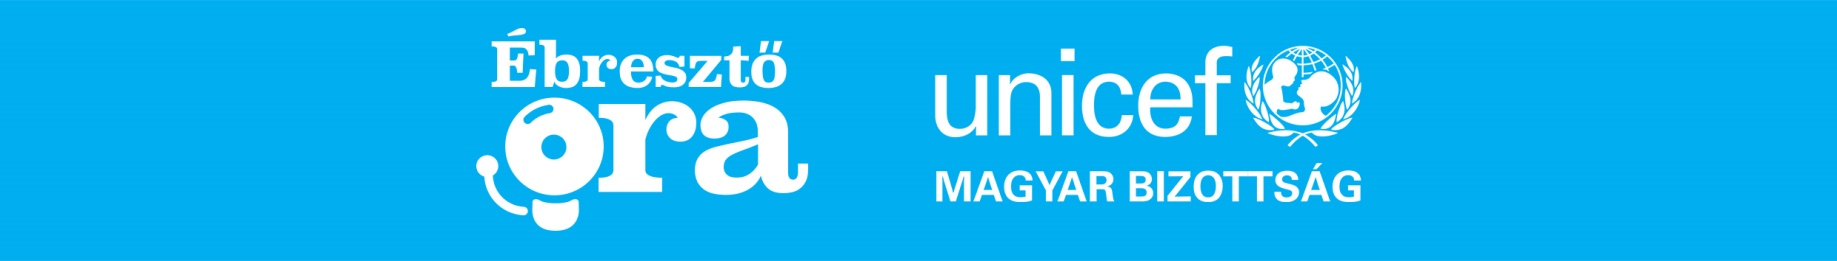 Ébresztő
óra
unicef
MAGYAR BIZOTTSÁG